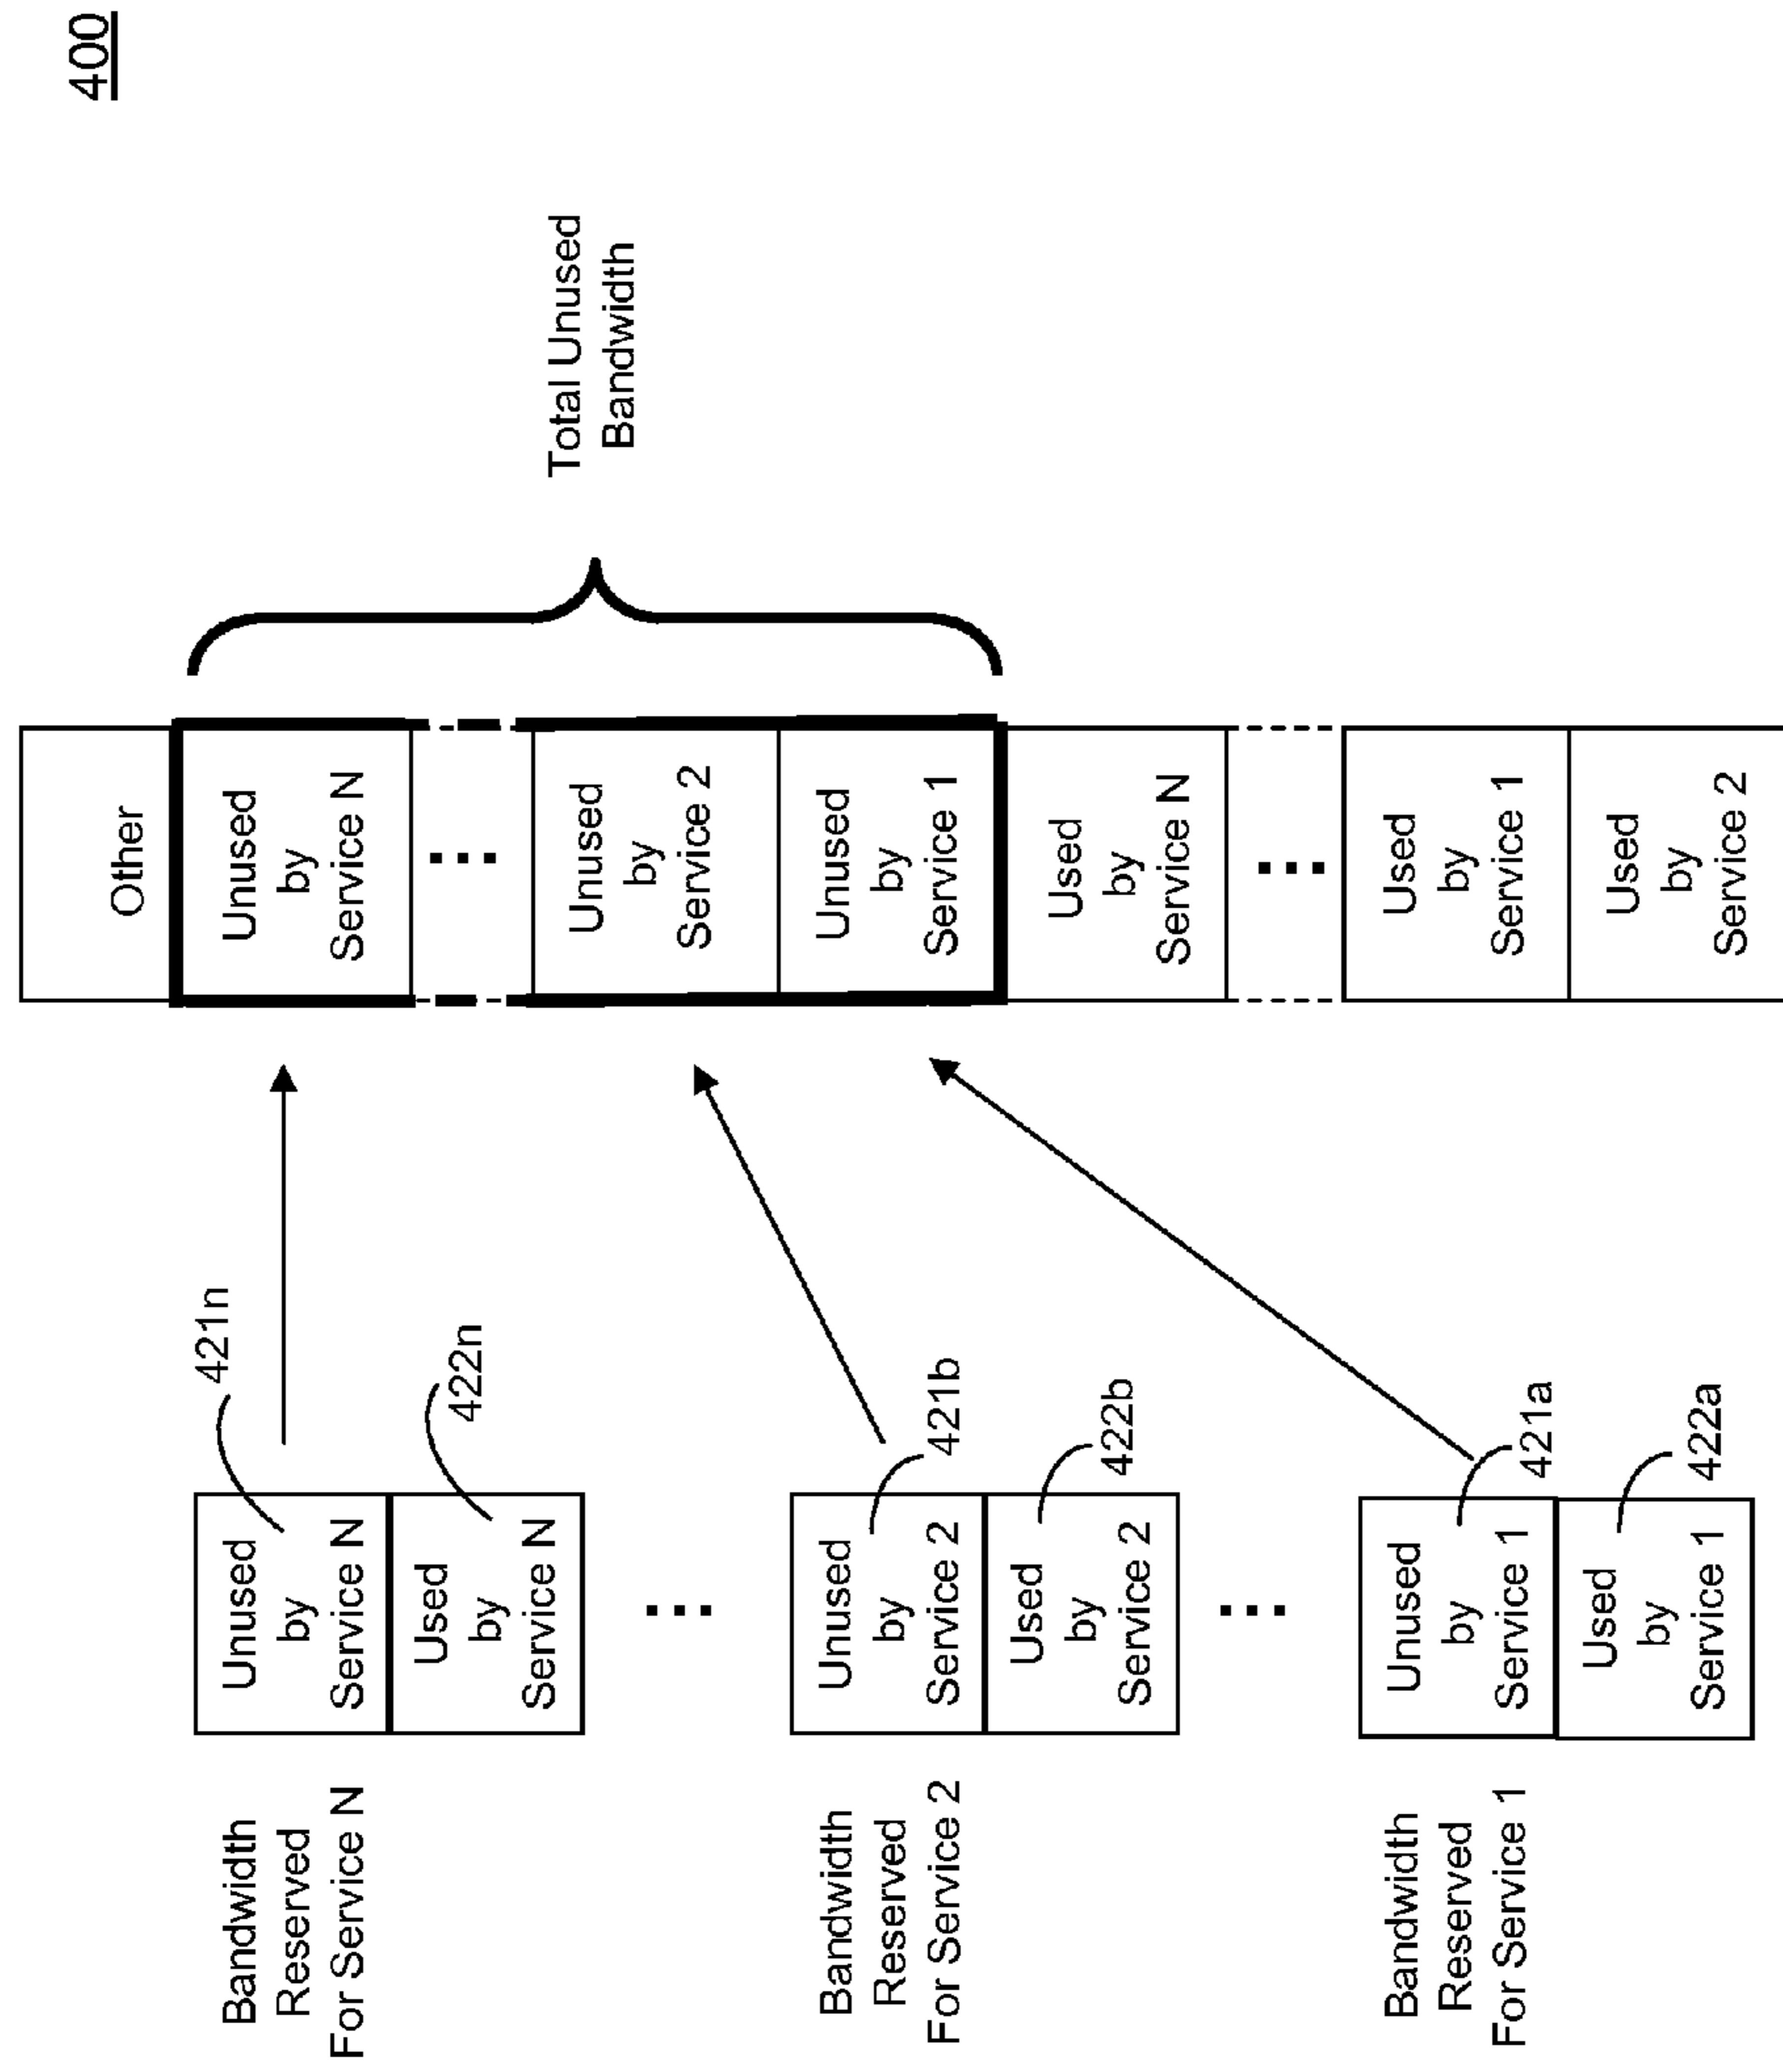 400
Bandwidth
Reserved
For Service N
Unused
by
Service N
421n
Used
by
Service N
422n
...
Bandwidth
Reserved
For Service 2
Unused
by
Service 2
421b
Used
by
Service 2
422b
...
Bandwidth
Reserved
For Service 1
Unused
by
Service 1
421a
Used
by
Service 1
422a
Other
Unused
by
Service N
...
Unused
by
Service 2
Unused
by
Service 1
Used
by
Service N
...
Used
by
Service 1
Used
by
Service 2
Total Unused
Bandwidth